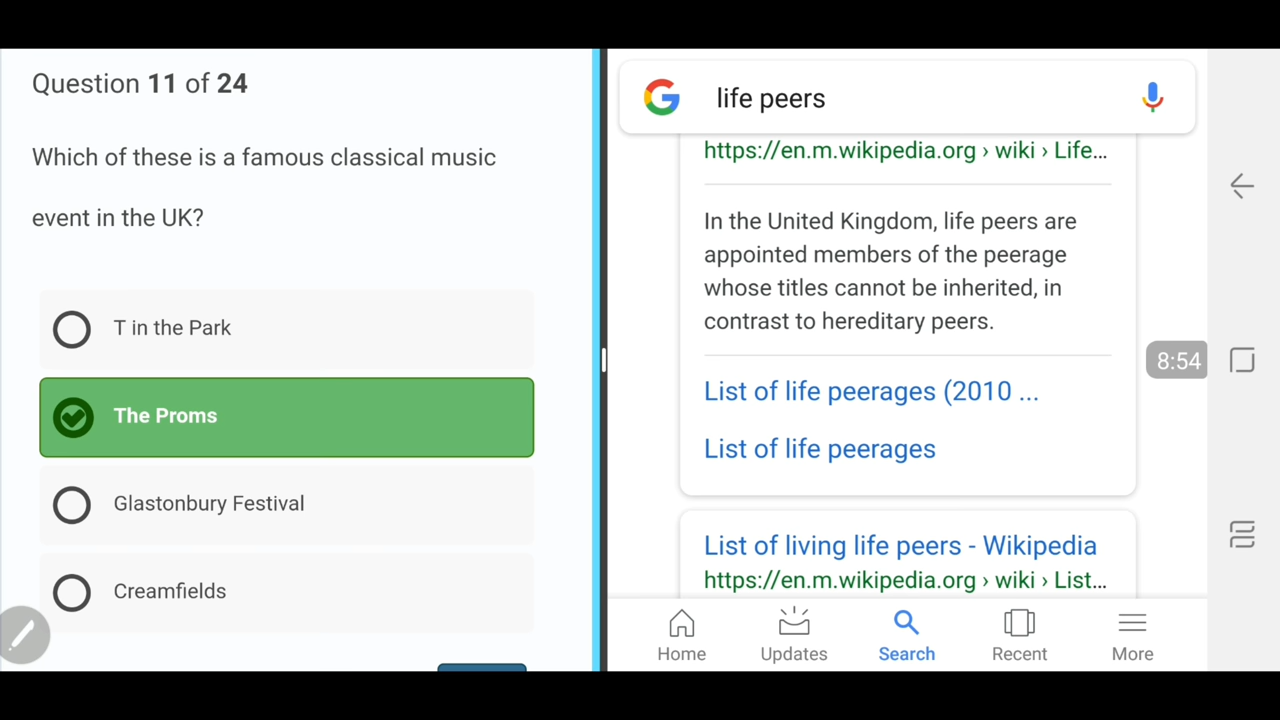 Question 11 of 24
Which of these is a famous classical music
event in the UK?
T in the Park
The Proms
Glastonbury Festival
Creamfields
life peers
https://en.m.wikipedia.org › wiki › Life...
In the United Kingdom, life peers are
appointed members of the peerage
whose titles cannot be inherited, in
contrast to hereditary peers.
List of life peerages (2010 ...
List of life peerages
List of living life peers - Wikipedia
https://en.m.wikipedia.org › wiki › List...
Home
Updates
Search
Recent
More
8:54